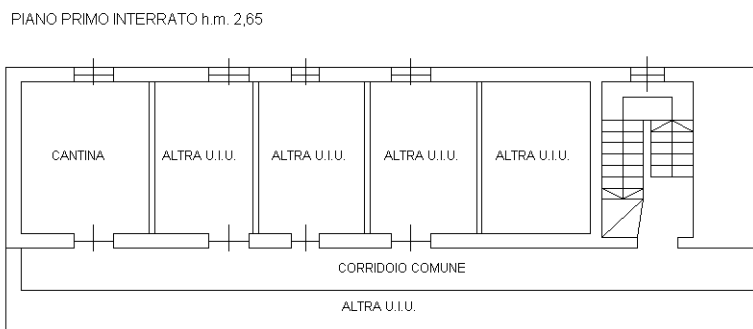 PIANO PRIMO INTERRATO h.m. 2,65
CANTINA
ALTRA U.I.U.
ALTRA U.I.U.
ALTRA U.I.U.
ALTRA U.I.U.
CORRIDOIO COMUNE
ALTRA U.I.U.